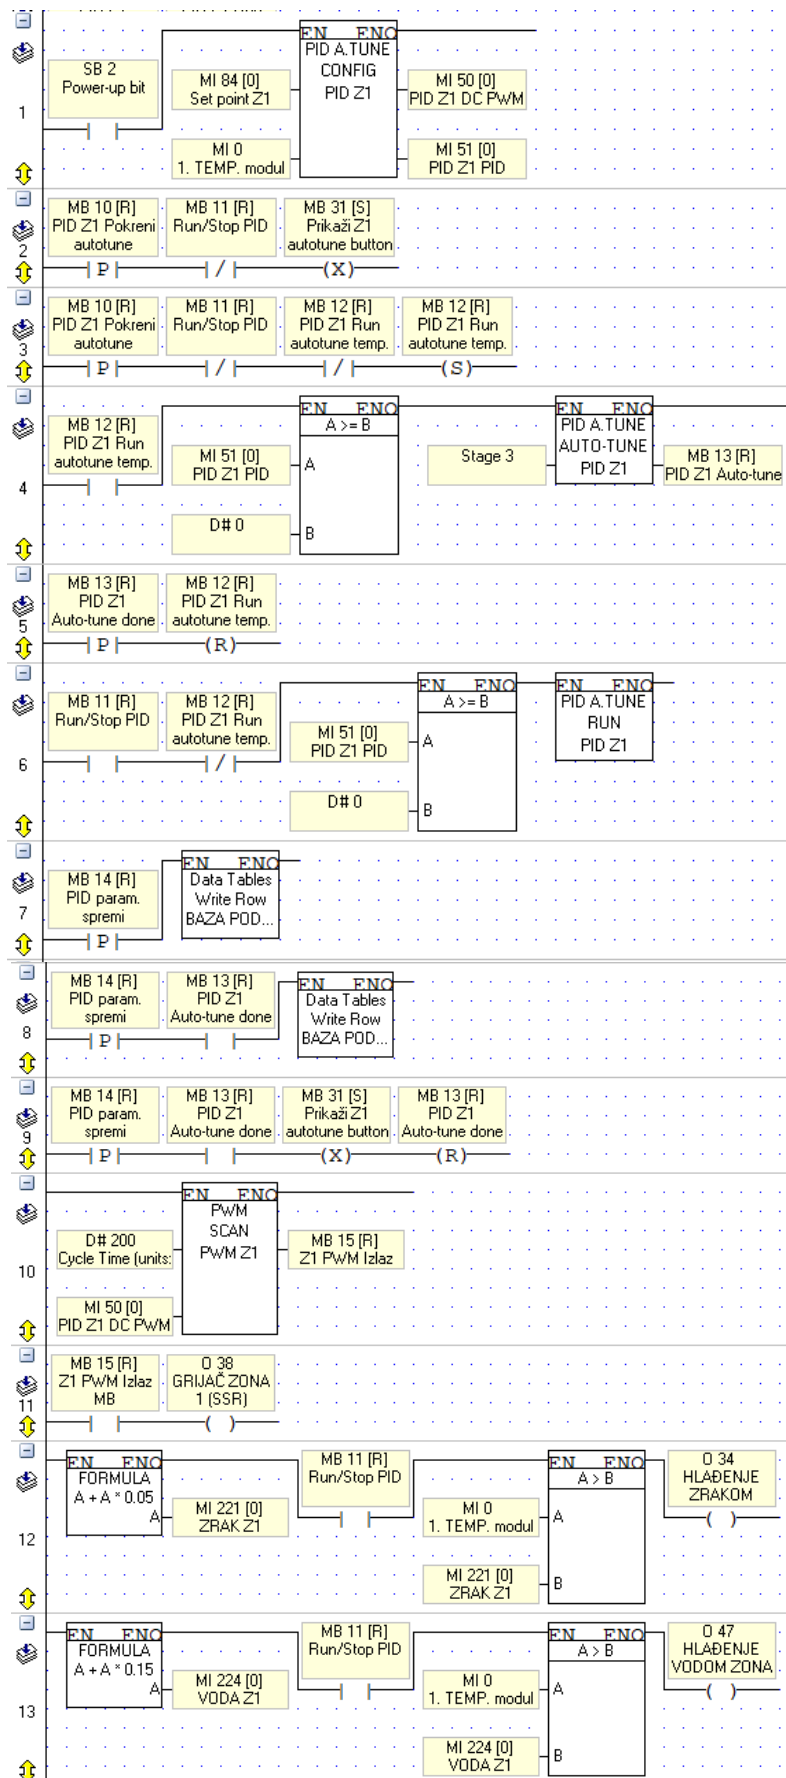 EN ENO
PID A.TUNE
CONFIG
PID Z1
SB 2
Power-up bit
MI 84 [0]
Set point Z1
MI 50 [0]
PID Z1 DC PWM
1
MI 0
1. TEMP. modul
MI 51 [0]
PID Z1 PID
MB 10 [R]
PID Z1 Pokreni
autotune
MB 11 [R]
Run/Stop PID
MB 31 [S]
Prikaži Z1
autotune button
2
P
/
(X)
MB 10 [R]
PID Z1 Pokreni
autotune
MB 11 [R]
Run/Stop PID
MB 12 [R]
PID Z1 Run
autotune temp.
MB 12 [R]
PID Z1 Run
autotune temp.
3
P
/
/
(S)
EN ENO
A >= B
EN ENO
PID A.TUNE
AUTO-TUNE
PID Z1
MB 12 [R]
PID Z1 Run
autotune temp.
MI 51 [0]
PID Z1 PID
A
Stage 3
MB 13 [R]
PID Z1 Auto-tune
4
D# 0
B
MB 13 [R]
PID Z1
Auto-tune done
MB 12 [R]
PID Z1 Run
autotune temp.
5
P
(R)
EN ENO
A >= B
EN ENO
PID A.TUNE
RUN
PID Z1
MB 11 [R]
Run/Stop PID
MB 12 [R]
PID Z1 Run
autotune temp.
MI 51 [0]
PID Z1 PID
A
6
/
D# 0
B
EN ENO
Data Tables
Write Row
BAZA POD...
MB 14 [R]
PID param.
spremi
7
P
MB 14 [R]
PID param.
spremi
MB 13 [R]
PID Z1
Auto-tune done
EN ENO
Data Tables
Write Row
BAZA POD...
8
P
MB 14 [R]
PID param.
spremi
MB 13 [R]
PID Z1
Auto-tune done
MB 31 [S]
Prikaži Z1
autotune button
MB 13 [R]
PID Z1
Auto-tune done
9
P
(X)
(R)
EN ENO
PWM
SCAN
PWM Z1
D# 200
Cycle Time (units:
MB 15 [R]
Z1 PWM Izlaz
10
MI 50 [0]
PID Z1 DC PWM
MB 15 [R]
Z1 PWM Izlaz
MB
O 38
GRIJAČ ZONA
1 (SSR)
11
( )
EN ENO
FORMULA
A + A * 0.05
A
MI 221 [0]
ZRAK Z1
MB 11 [R]
Run/Stop PID
EN ENO
A > B
O 34
HLAĐENJE
ZRAKOM
( )
MI 0
1. TEMP. modul
A
12
MI 221 [0]
ZRAK Z1
B
EN ENO
FORMULA
A + A * 0.15
A
MI 224 [0]
VODA Z1
MB 11 [R]
Run/Stop PID
EN ENO
A > B
O 47
HLAĐENJE
VODOM ZONA
( )
MI 0
1. TEMP. modul
A
13
MI 224 [0]
VODA Z1
B